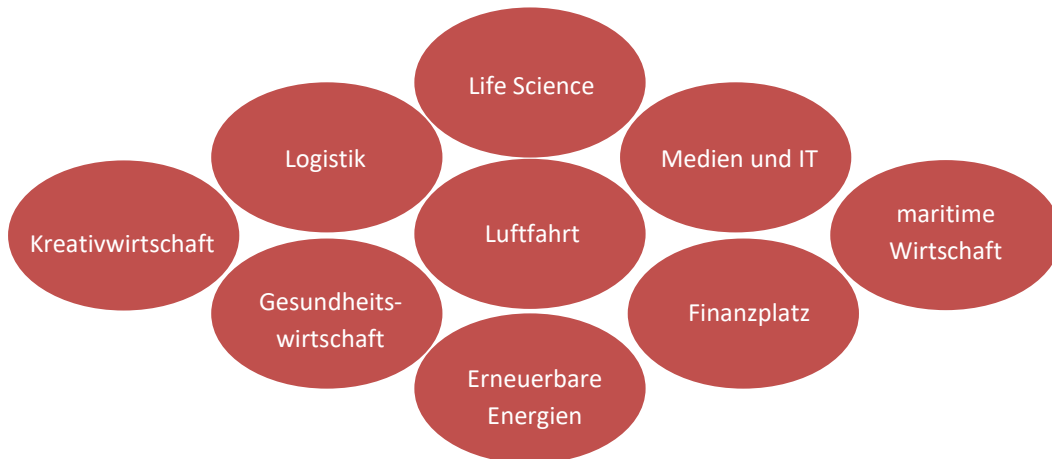 Life Science
Logistik
Medien und IT
Kreativwirtschaft
Luftfahrt
maritime
Wirtschaft
Gesundheits-
wirtschaft
Finanzplatz
Erneuerbare
Energien